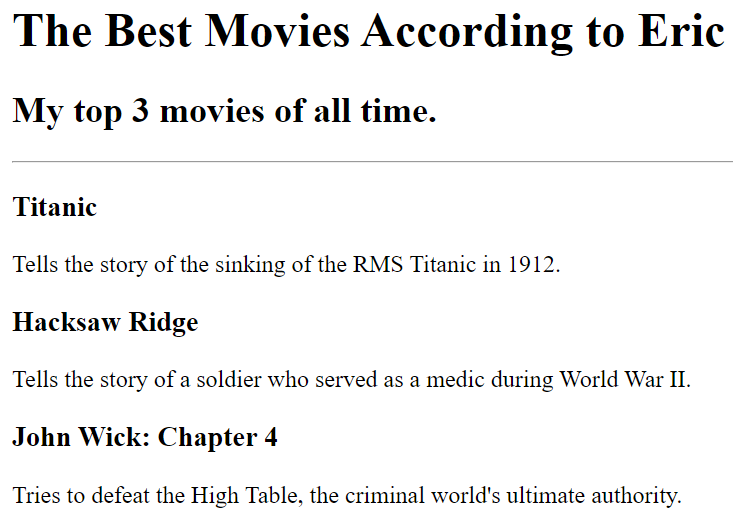 The Best Movies According to Eric
My top 3 movies of all time.
Titanic
Tells the story of the sinking of the RMS Titanic in 1912.
Hacksaw Ridge
Tells the story of a soldier who served as a medic during World War II.
John Wick: Chapter 4
Tries to defeat the High Table, the criminal world's ultimate authority.